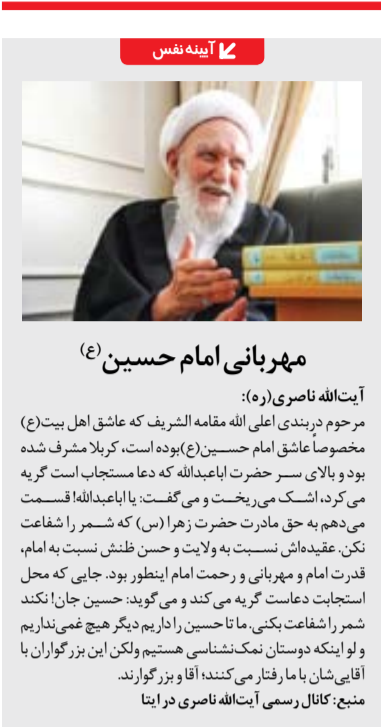 آیینه نفس
مهربانی امام حسین(ع)
آیت‌الله ناصری(ره):
مرحوم دربندی اعلی الله مقامه الشریف که عاشق اهل بیت(ع)
مخصوصاً عاشق امام حسین(ع)بوده است، کربلا مشرف شده
بود و بالای سر حضرت اباعبدالله که دعا مستجاب است گریه
می‌کرد، اشک می‌ریخت و می‌گفت: یا اباعبدالله! قسمت
می‌دهم به حق مادرت حضرت زهرا (س) که شمر را شفاعت
نکن. عقیده‌اش نسبت به ولایت و حسن ظنش نسبت به امام،
قدرت امام و مهربانی و رحمت امام اینطور بود. جایی که محل
استجابت دعاست گریه می‌کند و می‌گوید: حسین جان! نکند
شمر را شفاعت بکنی. ما تا حسین را داریم دیگر هیچ غمی‌نداریم
و لو اینکه دوستان نمک‌نشناسی هستیم ولکن این بزرگواران با
آقایی‌شان با ما رفتار می‌کنند؛ آقا و بزرگوارند.
منبع: کانال رسمی آیت‌الله ناصری در ایتا